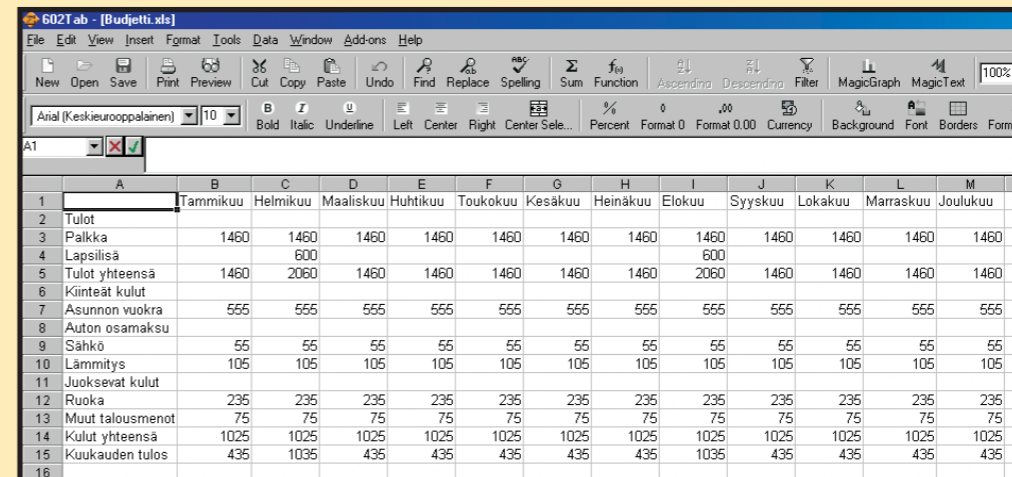 602Tab - [Budjetti.xls]
File Edit View Insert Format Tools Data Window Add-ons Help
New Open Save Print Preview Cut Copy Paste Undo Find Replace Spelling Sum Function Ascending Descending Filter MagicGraph MagicText 100%
Arial (Keskieurooppalainen) 10 Bold Italic Underline Left Center Right Center Sele... Percent Format 0 Format 0.00 Currency Background Font Borders Form
A1
A B C D E F G H I J K L M
1 Tammikuu Helmikuu Maaliskuu Huhtikuu Toukokuu Kesäkuu Heinäkuu Elokuu Syyskuu Lokakuu Marraskuu Joulukuu
2 Tulot
3 Palkka 1460 1460 1460 1460 1460 1460 1460 1460 1460 1460 1460 1460
4 Lapsilisä 600 600
5 Tulot yhteensä 1460 2060 1460 1460 1460 1460 1460 2060 1460 1460 1460 1460
6 Kiinteät kulut
7 Asunnon vuokra 555 555 555 555 555 555 555 555 555 555 555 555
8 Auton osamaksu
9 Sähkö 55 55 55 55 55 55 55 55 55 55 55 55
10 Lämmitys 105 105 105 105 105 105 105 105 105 105 105 105
11 Juoksevat kulut
12 Ruoka 235 235 235 235 235 235 235 235 235 235 235 235
13 Muut talousmenot 75 75 75 75 75 75 75 75 75 75 75 75
14 Kulut yhteensä 1025 1025 1025 1025 1025 1025 1025 1025 1025 1025 1025 1025
15 Kuukauden tulos 435 1035 435 435 435 435 435 1035 435 435 435 435
16